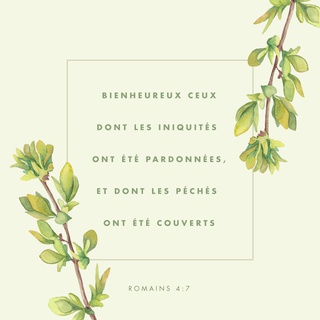 BIENHEUREUX CEUX
DONT LES INIQUITÉS
ONT ÉTÉ PARDONNÉES,
ET DONT LES PÉCHÉS
ONT ÉTÉ COUVERTS
ROMAINS 4:7